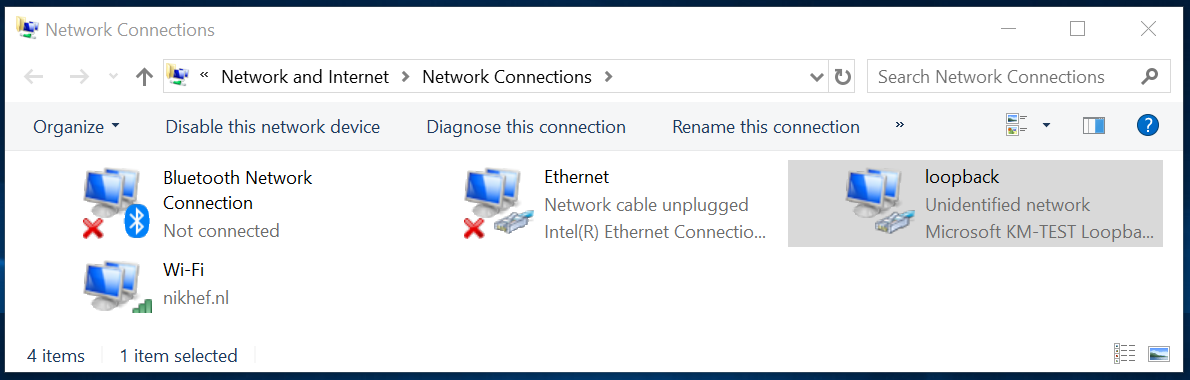 Network Connections
« Network and Internet > Network Connections >
Search Network Connections
Organize Disable this network device Diagnose this connection Rename this connection »
Bluetooth Network
Connection
Not connected
Ethernet
Network cable unplugged
Intel(R) Ethernet Connectio...
loopback
Unidentified network
Microsoft KM-TEST Loopba...
Wi-Fi
nikhef.nl
4 items 1 item selected